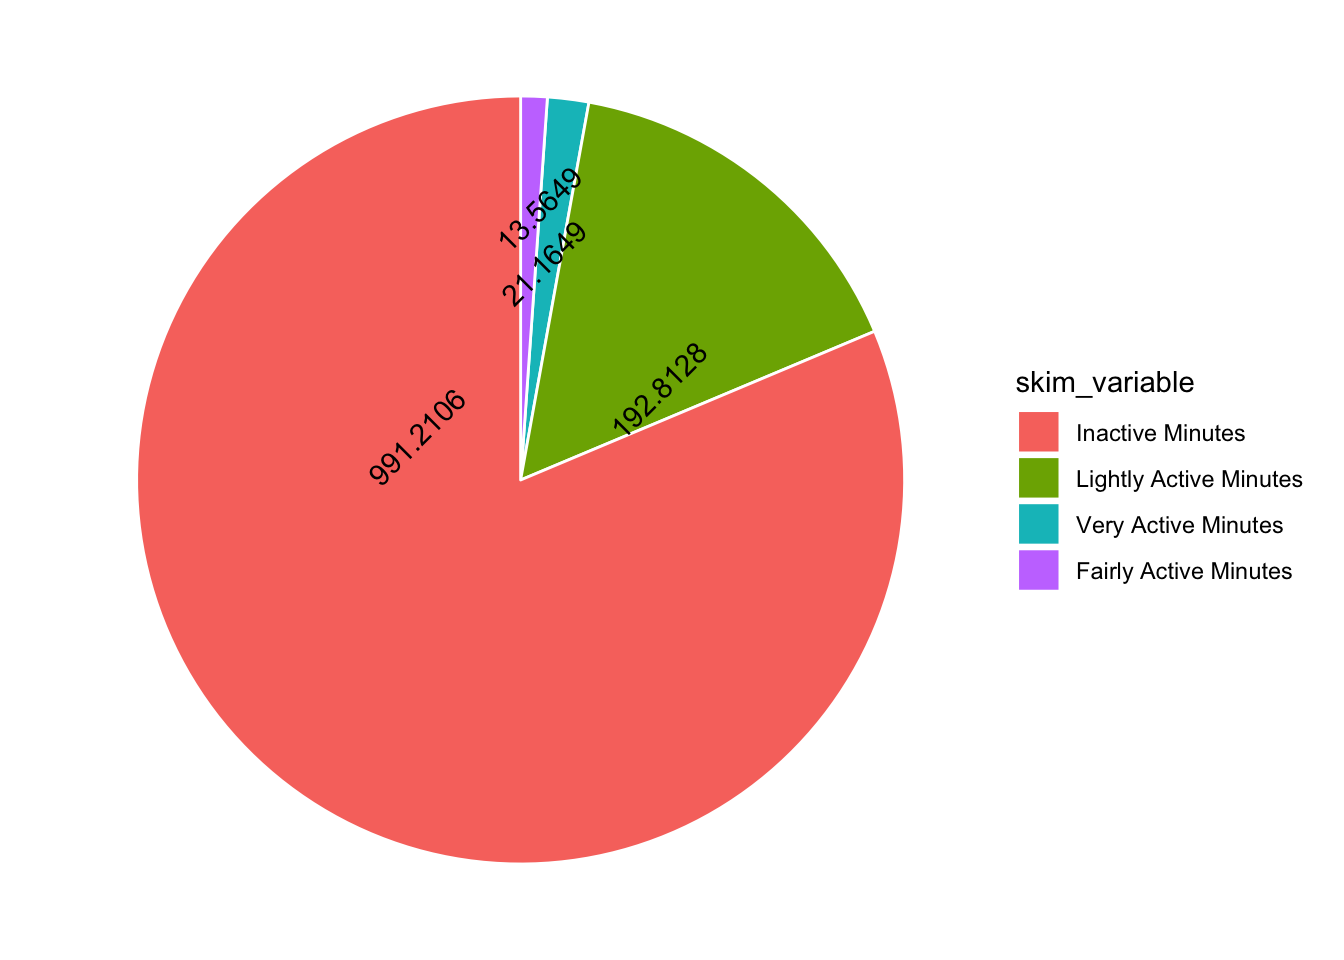 13.5649
21.1649
192.8128
991.2106
skim_variable
Inactive Minutes
Lightly Active Minutes
Very Active Minutes
Fairly Active Minutes